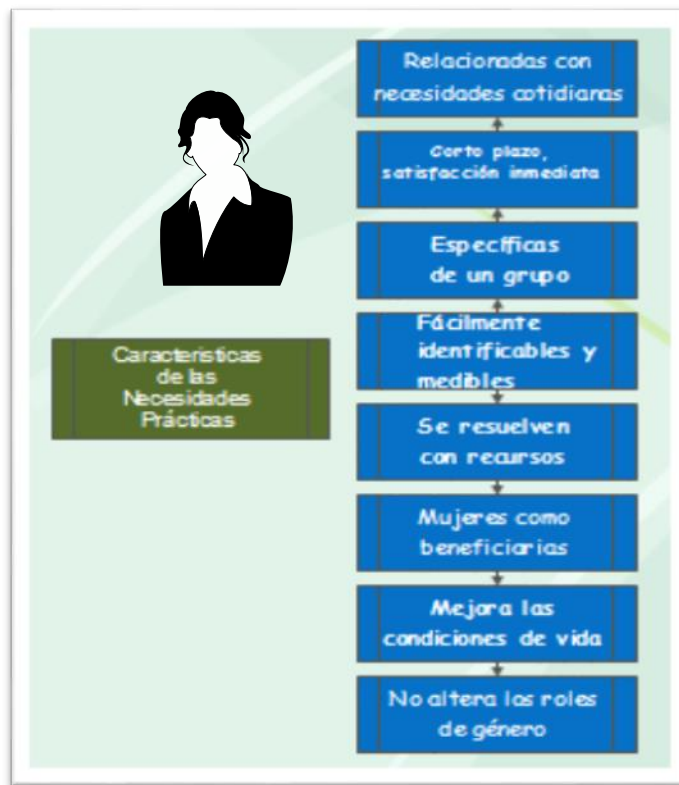 Relacionadas con
necesidades cotidianas
Corto plazo,
satisfacción inmediata
Específicas
de un grupo
Fácilmente
identificables y
medibles
Características
de las
Necesidades
Prácticas
Se resuelven
con recursos
Mujeres como
beneficiarias
Mejora las
condiciones de vida
No altera los roles
de género